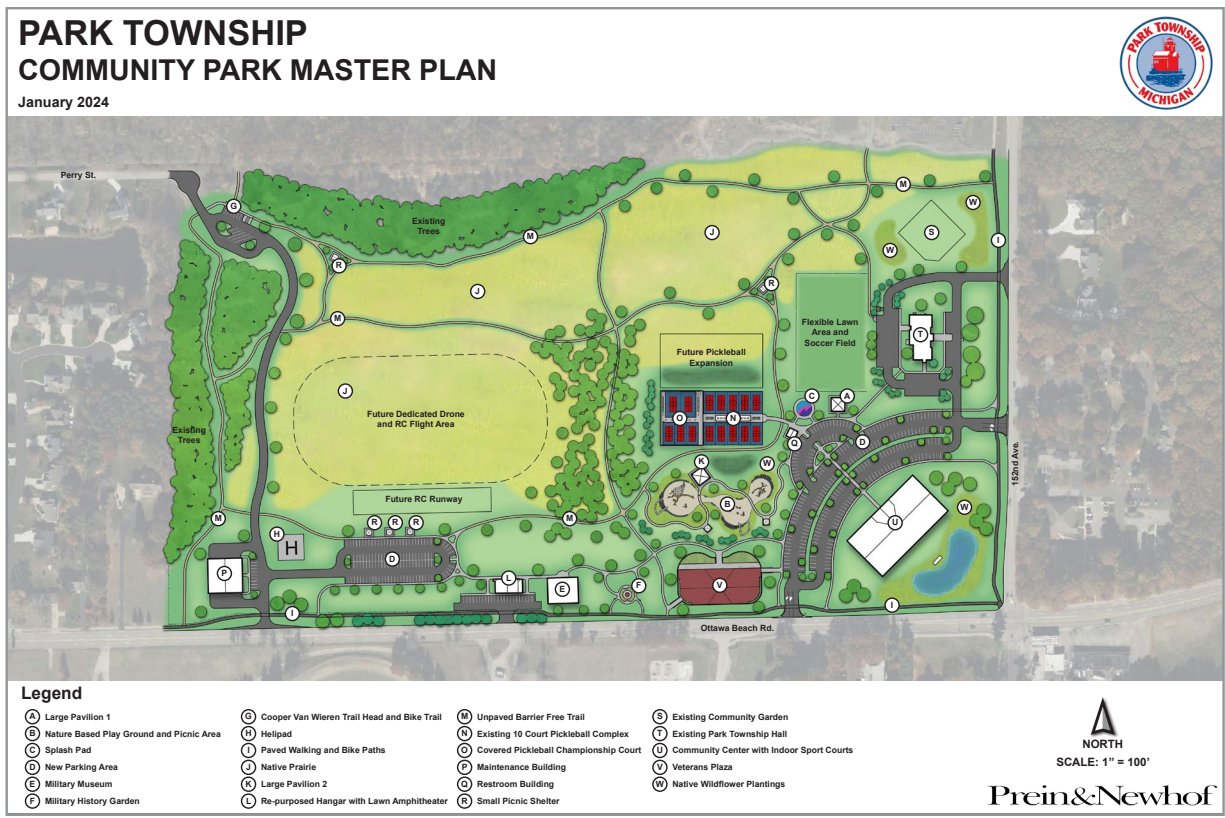 PARK TOWNSHIP
COMMUNITY PARK MASTER PLAN
January 2024
PARK TOWNSHIP
MICHIGAN
Perry St.
G
Existing
Trees
M
R
J
M
J
M
W
S
W
I
R
Flexible Lawn
Area and
Soccer Field
T
Future Pickleball
Expansion
J
Future Dedicated Drone
and RC Flight Area
Existing
Trees
C
A
O
N
Q
D
152nd Ave.
K
W
B
Future RC Runway
M
R
R
R
M
H
H
D
P
L
E
F
V
U
W
I
I
Ottawa Beach Rd.
Legend
A Large Pavilion 1
B Nature Based Play Ground and Picnic Area
C Splash Pad
D New Parking Area
E Military Museum
F Military History Garden
G Cooper Van Wieren Trail Head and Bike Trail
H Helipad
I Paved Walking and Bike Paths
J Native Prairie
K Large Pavilion 2
L Re-purposed Hangar with Lawn Amphitheater
M Unpaved Barrier Free Trail
N Existing 10 Court Pickleball Complex
O Covered Pickleball Championship Court
P Maintenance Building
Q Restroom Building
R Small Picnic Shelter
S Existing Community Garden
T Existing Park Township Hall
U Community Center with Indoor Sport Courts
V Veterans Plaza
W Native Wildflower Plantings
NORTH
SCALE: 1” = 100’
Prein&Newhof